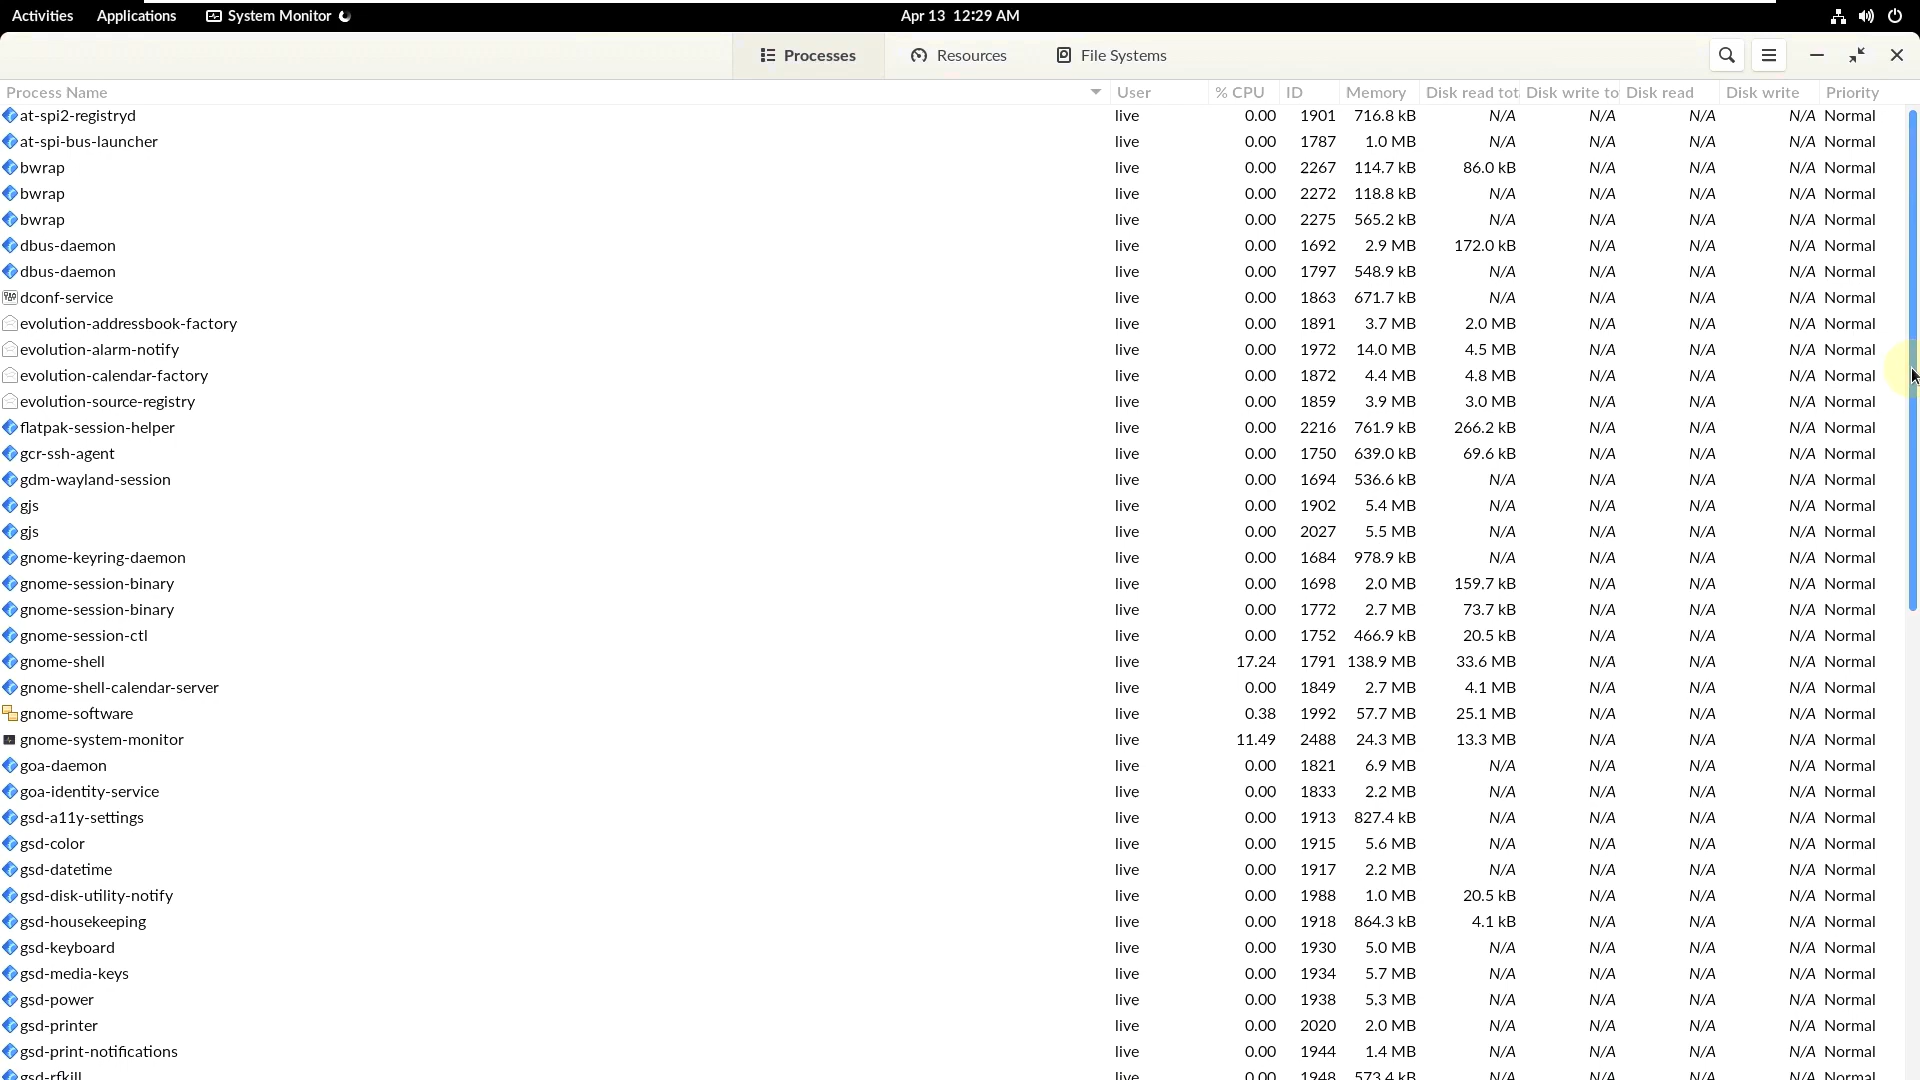 Activities Applications System Monitor Apr 13 12:29 AM
Processes Resources File Systems
Process Name User % CPU ID Memory Disk read tot Disk write to Disk read Disk write Priority
at-spi2-registryd live 0.00 1901 716.8 kB N/A N/A N/A N/A Normal
at-spi-bus-launcher live 0.00 1787 1.0 MB N/A N/A N/A N/A Normal
bwrap live 0.00 2267 114.7 kB 86.0 kB N/A N/A N/A Normal
bwrap live 0.00 2272 118.8 kB N/A N/A N/A N/A Normal
bwrap live 0.00 2275 565.2 kB N/A N/A N/A N/A Normal
dbus-daemon live 0.00 1692 2.9 MB 172.0 kB N/A N/A N/A Normal
dbus-daemon live 0.00 1797 548.9 kB N/A N/A N/A N/A Normal
dconf-service live 0.00 1863 671.7 kB N/A N/A N/A N/A Normal
evolution-addressbook-factory live 0.00 1891 3.7 MB 2.0 MB N/A N/A N/A Normal
evolution-alarm-notify live 0.00 1972 14.0 MB 4.5 MB N/A N/A N/A Normal
evolution-calendar-factory live 0.00 1872 4.4 MB 4.8 MB N/A N/A N/A Normal
evolution-source-registry live 0.00 1859 3.9 MB 3.0 MB N/A N/A N/A Normal
flatpak-session-helper live 0.00 2216 761.9 kB 266.2 kB N/A N/A N/A Normal
gcr-ssh-agent live 0.00 1750 639.0 kB 69.6 kB N/A N/A N/A Normal
gdm-wayland-session live 0.00 1694 536.6 kB N/A N/A N/A N/A Normal
gjs live 0.00 1902 5.4 MB N/A N/A N/A N/A Normal
gjs live 0.00 2027 5.5 MB N/A N/A N/A N/A Normal
gnome-keyring-daemon live 0.00 1684 978.9 kB N/A N/A N/A N/A Normal
gnome-session-binary live 0.00 1698 2.0 MB 159.7 kB N/A N/A N/A Normal
gnome-session-binary live 0.00 1772 2.7 MB 73.7 kB N/A N/A N/A Normal
gnome-session-ctl live 0.00 1752 466.9 kB 20.5 kB N/A N/A N/A Normal
gnome-shell live 17.24 1791 138.9 MB 33.6 MB N/A N/A N/A Normal
gnome-shell-calendar-server live 0.00 1849 2.7 MB 4.1 MB N/A N/A N/A Normal
gnome-software live 0.38 1992 57.7 MB 25.1 MB N/A N/A N/A Normal
gnome-system-monitor live 11.49 2488 24.3 MB 13.3 MB N/A N/A N/A Normal
goa-daemon live 0.00 1821 6.9 MB N/A N/A N/A N/A Normal
goa-identity-service live 0.00 1833 2.2 MB N/A N/A N/A N/A Normal
gsd-a11y-settings live 0.00 1913 827.4 kB N/A N/A N/A N/A Normal
gsd-color live 0.00 1915 5.6 MB N/A N/A N/A N/A Normal
gsd-datetime live 0.00 1917 2.2 MB N/A N/A N/A N/A Normal
gsd-disk-utility-notify live 0.00 1988 1.0 MB 20.5 kB N/A N/A N/A Normal
gsd-housekeeping live 0.00 1918 864.3 kB 4.1 kB N/A N/A N/A Normal
gsd-keyboard live 0.00 1930 5.0 MB N/A N/A N/A N/A Normal
gsd-media-keys live 0.00 1934 5.7 MB N/A N/A N/A N/A Normal
gsd-power live 0.00 1938 5.3 MB N/A N/A N/A N/A Normal
gsd-printer live 0.00 2020 2.0 MB N/A N/A N/A N/A Normal
gsd-print-notifications live 0.00 1944 1.4 MB N/A N/A N/A N/A Normal
gsd-rfkill live 0.00 1948 573.4 kB N/A N/A N/A N/A Normal